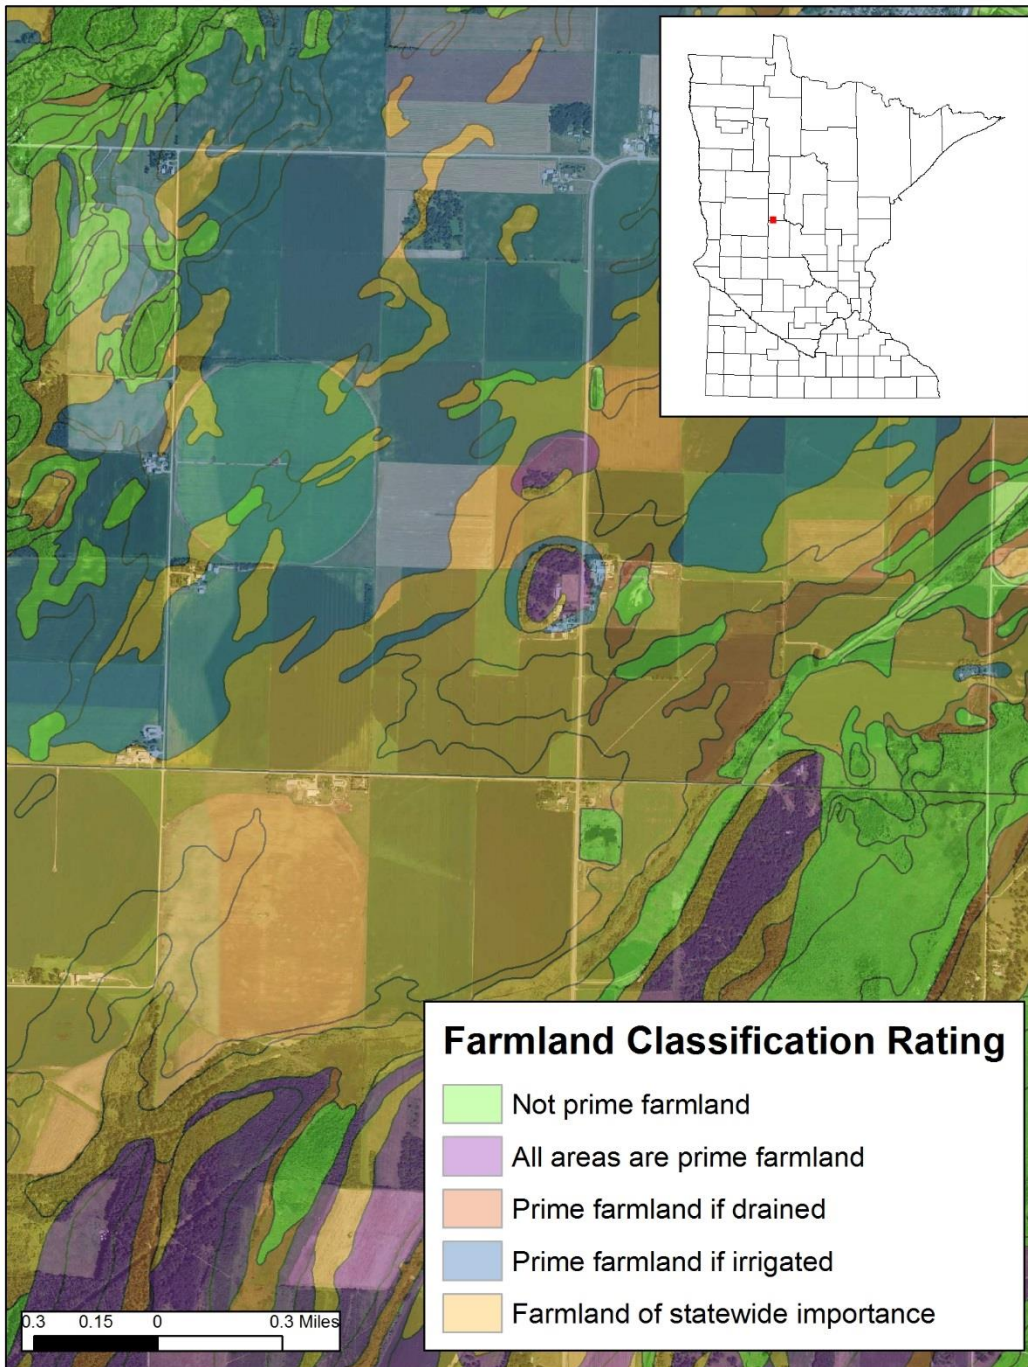 Farmland Classification Rating
Not prime farmland
All areas are prime farmland
Prime farmland if drained
Prime farmland if irrigated
Farmland of statewide importance
0.3 0.15 0 0.3 Miles